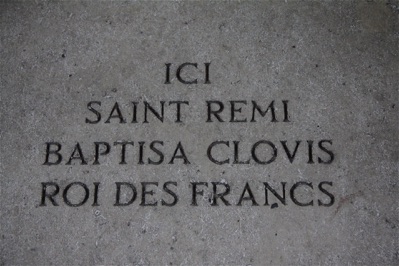 ICI
SAINT REMI
BAPTISA CLOVIS
ROI DES FRANCS